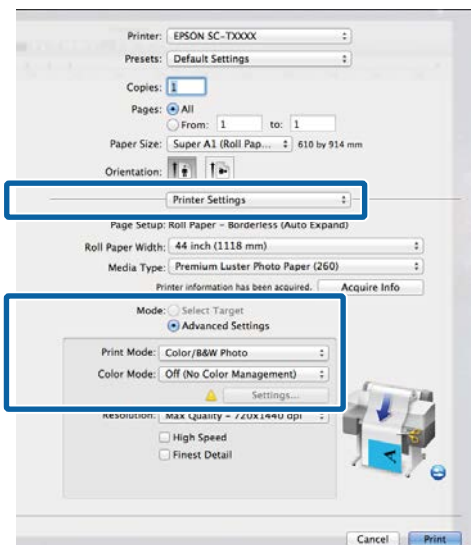 Printer: EPSON SC-TXXXX
Presets: Default Settings
Copies: 1
Pages: All
From: 1 to: 1
Paper Size: Super A1 (Roll Pap... 610 by 914 mm
Orientation:
Printer Settings
Page Setup: Roll Paper - Borderless (Auto Expand)
Roll Paper Width: 44 inch (1118 mm)
Media Type: Premium Luster Photo Paper (260)
Printer information has been acquired. Acquire Info
Mode: Select Target
Advanced Settings
Print Mode: Color/B&W Photo
Color Mode: Off (No Color Management)
Settings...
Resolution: Max Quality - 720x1440 dpi
High Speed
Finest Detail
A
Cancel Print